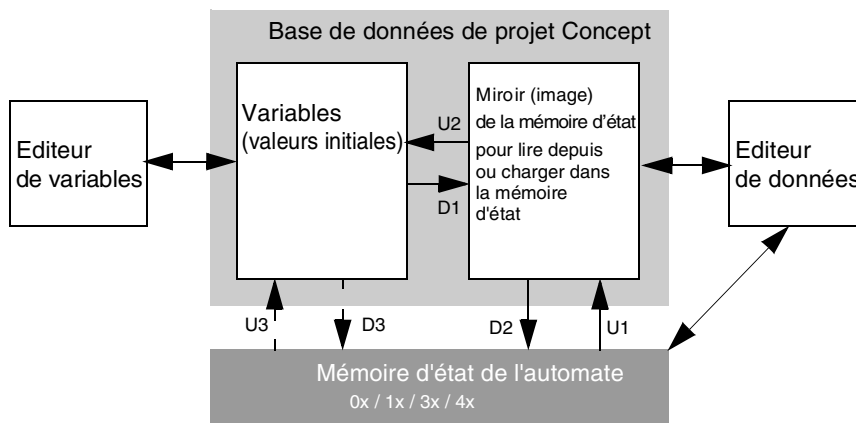 Base de données de projet Concept
Editeur
de variables
Variables
(valeurs initiales)
U2
D1
Miroir (image)
de la mémoire d'état
pour lire depuis
ou charger dans
la mémoire
d'état
Editeur
de données
U3
D3
D2
U1
Mémoire d'état de l'automate
0x / 1x / 3x / 4x